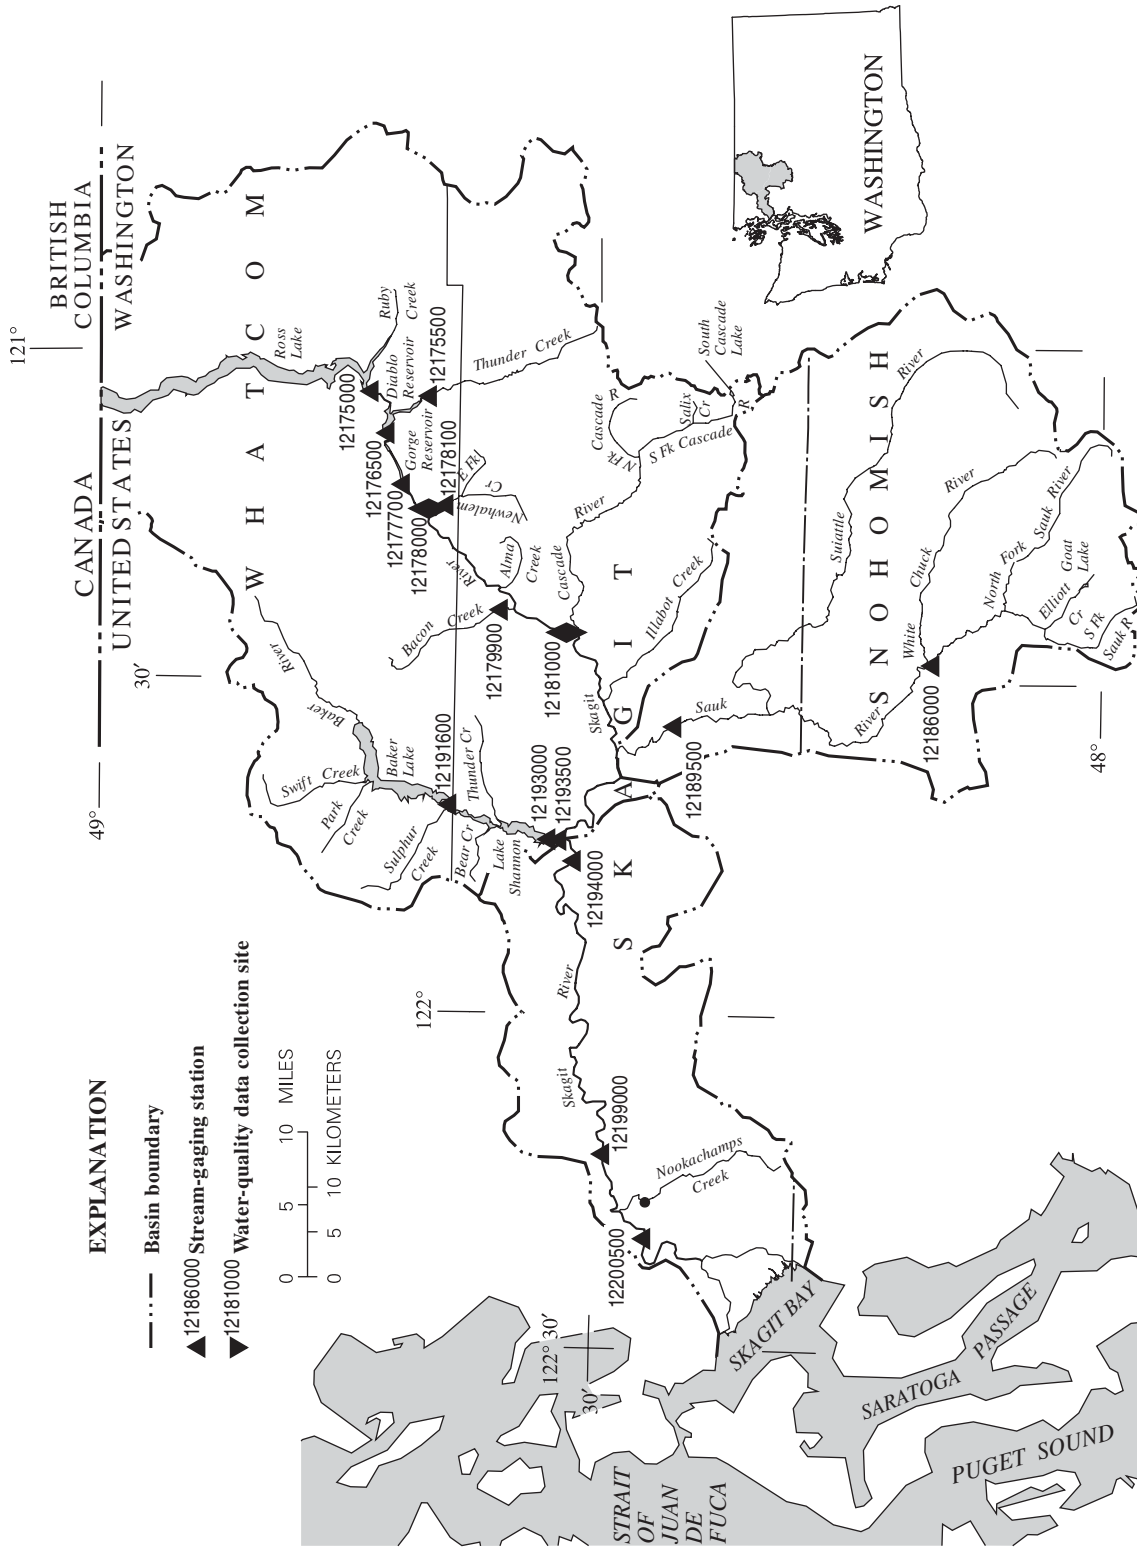 EXPLANATION
Basin boundary
12186000 Stream-gaging station
12181000 Water-quality data collection site
0 5 10 MILES
0 5 10 KILOMETERS
CANADA
UNITED STATES
BRITISH
COLUMBIA
WASHINGTON
49°
30′
121°
122°
122° 30′
30′
48°
WHATCOM
SKAGIT
SNOHOMISH
Ross
Lake
Ruby
Creek
Diablo
Reservoir
Gorge
Reservoir
Thunder Creek
12175000
12175500
12176500
12177700
12178000
12178100
E Fk
Newhalem
Cr
River
Alma
Creek
Bacon Creek
12179900
12181000
Cascade
River
N Fk
Cascade R
S Fk Cascade
R
Salix
Cr
South
Cascade
Lake
Illabot Creek
Skagit
Baker
River
Baker
Lake
Swift Creek
Park
Creek
Sulphur
Creek
12191600
Thunder Cr
Bear Cr
Lake
Shannon
12193000
12193500
12194000
River
Skagit
12199000
Nookachamps
Creek
12200500
Sauk
12189500
River
Suiattle
River
White
Chuck
River
12186000
North
Fork
Sauk River
Elliott
Cr
Goat
Lake
S Fk
Sauk R
SKAGIT BAY
SARATOGA
PASSAGE
PUGET SOUND
STRAIT
OF
JUAN
DE
FUCA
WASHINGTON